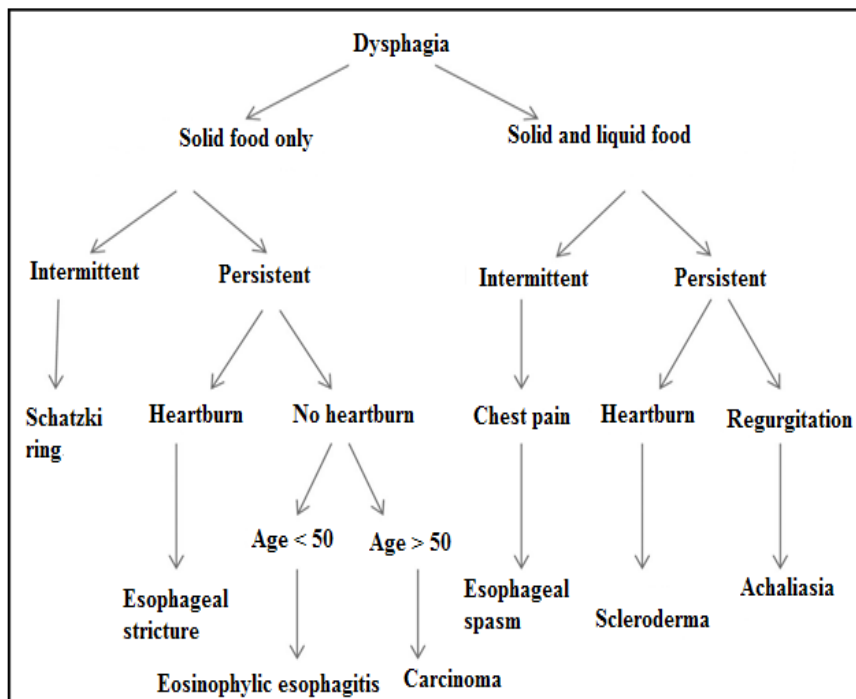 Dysphagia
Solid food only
Solid and liquid food
Intermittent
Persistent
Intermittent
Persistent
Schatzki
ring
Heartburn
No heartburn
Chest pain
Heartburn
Regurgitation
Age < 50
Age > 50
Esophageal
stricture
Esophageal
spasm
Scleroderma
Achaliasia
Eosinophylic esophagitis
Carcinoma